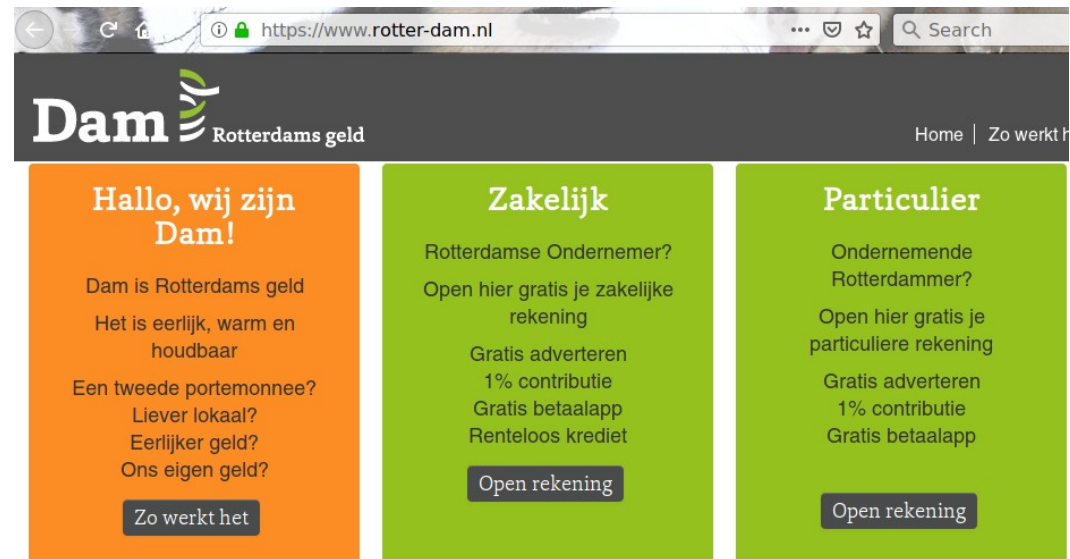 https://www.rotter-dam.nl
Search
Dam
Rotterdams geld
Home | Zo werkt h
Hallo, wij zijn
Dam!
Dam is Rotterdams geld
Het is eerlijk, warm en
houdbaar
Een tweede portemonnee?
Liever lokaal?
Eerlijker geld?
Ons eigen geld?
Zo werkt het
Zakelijk
Rotterdamse Ondernemer?
Open hier gratis je zakelijke
rekening
Gratis adverteren
1% contributie
Gratis betaalapp
Renteloos krediet
Open rekening
Particulier
Ondernemende
Rotterdammer?
Open hier gratis je
particuliere rekening
Gratis adverteren
1% contributie
Gratis betaalapp
Open rekening